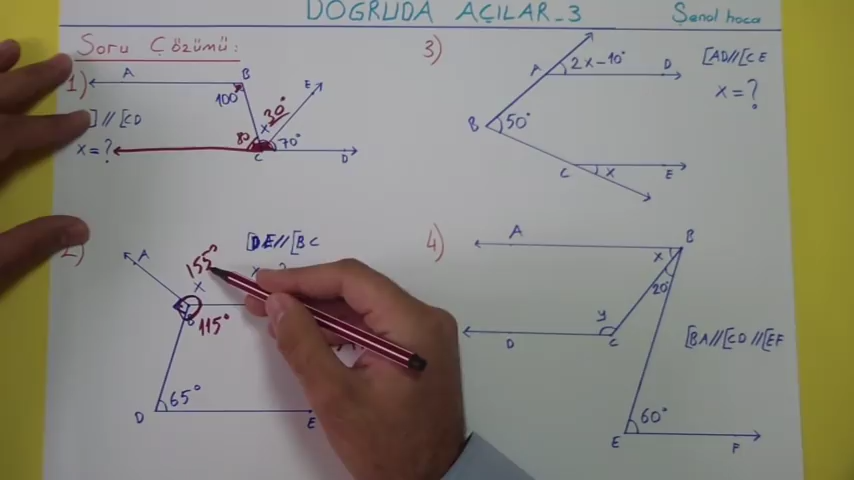 DOĞRUDA AÇILAR_3
Şenol hoca
Soru Çözümü:
1)
A
B
E
100°
30°
x
] // [CD
80
70°
x=?
C
D
2)
[DE//[BC
A
155°
x
x
?
B
115°
65°
D
E
3)
[AD//[CE
A
2x-10°
D
x=?
B
50°
C
x
E
4)
A
B
x
20°
y
D
C
[BA//[CD//[EF
60°
E
F